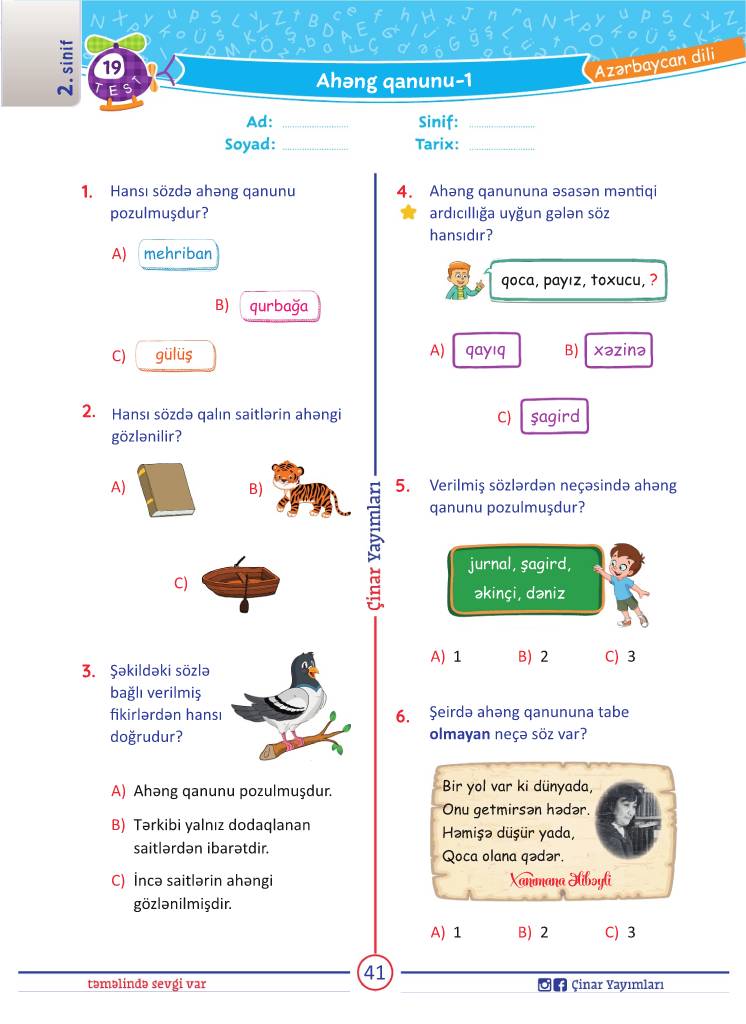 2. sinif
19
TEST
Ahəng qanunu-1
Azərbaycan dili
Ad: ........................
Sinif: ........................
Soyad: ........................
Tarix: ........................
1. Hansı sözdə ahəng qanunu
pozulmuşdur?
A) mehriban
B) qurbağa
C) gülüş
2. Hansı sözdə qalın saitlərin ahəngi
gözlənilir?
A)
B)
C)
3. Şəkildəki sözlə
bağlı verilmiş
fikirlərdən hansı
doğrudur?
A) Ahəng qanunu pozulmuşdur.
B) Tərkibi yalnız dodaqlanan
saitlərdən ibarətdir.
C) İncə saitlərin ahəngi
gözlənilmişdir.
Çinar Yayımları
4. Ahəng qanununa əsasən məntiqi
ardıcıllığa uyğun gələn söz
hansıdır?
qoca, payız, toxucu, ?
A) qayıq
B) xəzinə
C) şagird
5. Verilmiş sözlərdən neçəsində ahəng
qanunu pozulmuşdur?
jurnal, şagird,
əkinçi, dəniz
A) 1 B) 2 C) 3
6. Şeirdə ahəng qanununa tabe
olmayan neçə söz var?
Bir yol var ki dünyada,
Onu getmirsən hədər.
Həmişə düşür yada,
Qoca olana qədər.
Xanımana Əlibəyli
A) 1 B) 2 C) 3
təməlində sevgi var
41
Çinar Yayımları